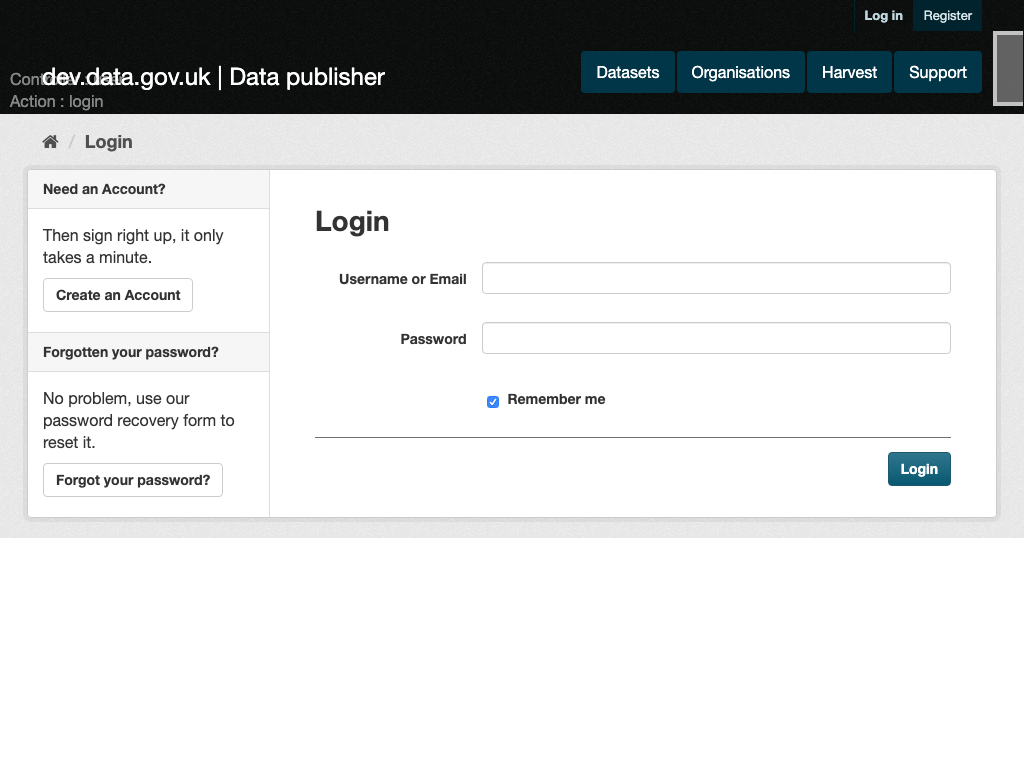 Log in
Register
dev.data.gov.uk | Data publisher
Action : login
Datasets
Organisations
Harvest
Support
/ Login
Need an Account?
Then sign right up, it only
takes a minute.
Create an Account
Forgotten your password?
No problem, use our
password recovery form to
reset it.
Forgot your password?
Login
Username or Email
Password
Remember me
Login